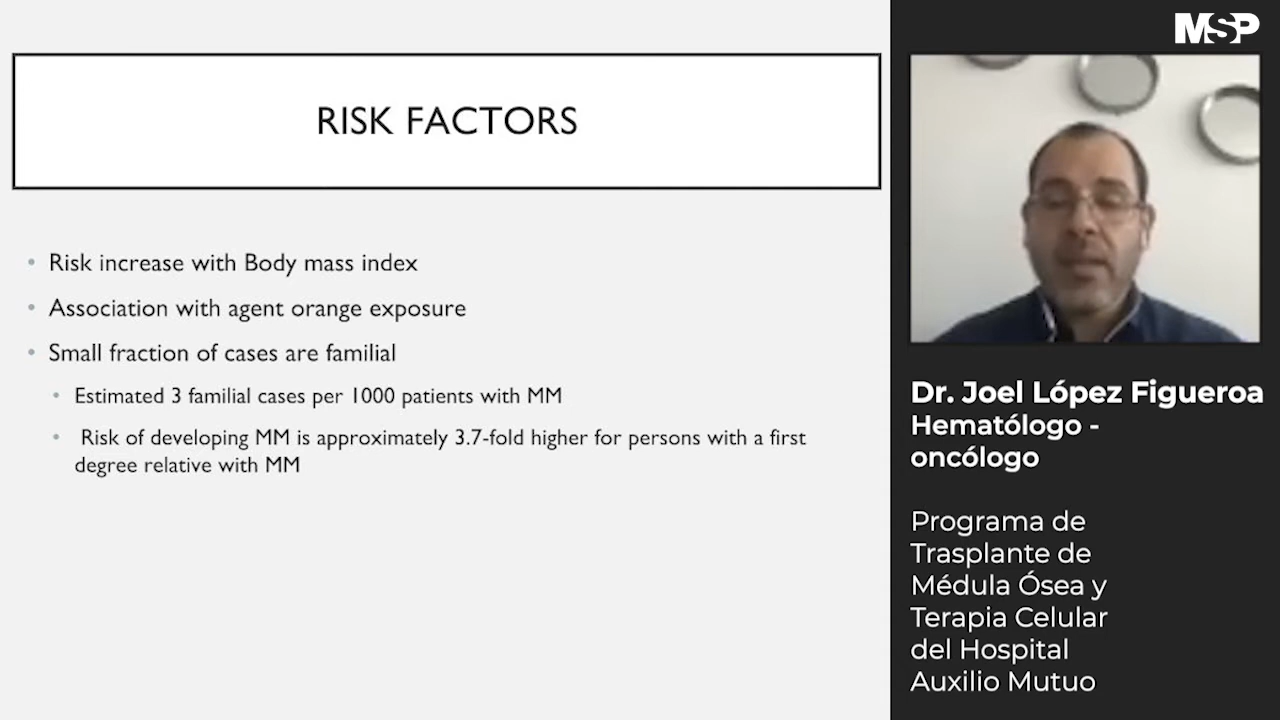 RISK FACTORS
• Risk increase with Body mass index
• Association with agent orange exposure
• Small fraction of cases are familial
• Estimated 3 familial cases per 1000 patients with MM
• Risk of developing MM is approximately 3.7-fold higher for persons with a first
degree relative with MM
MSP
Dr. Joel López Figueroa
Hematólogo -
oncólogo
Programa de
Trasplante de
Médula Ósea y
Terapia Celular
del Hospital
Auxilio Mutuo